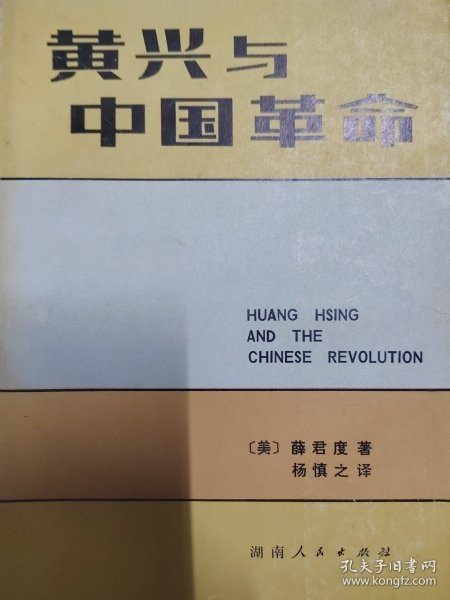 黄兴与
中国革命
HUANG HSING
AND THE
CHINESE REVOLUTION
〔美〕薛君度著
杨慎之译
湖南人民出版社
孔夫子旧书网
www.kongfz.com